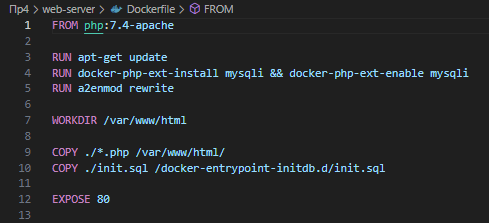 Пр4 > web-server > Dockerfile > FROM
1 FROM php:7.4-apache
2
3 RUN apt-get update
4 RUN docker-php-ext-install mysqli && docker-php-ext-enable mysqli
5 RUN a2enmod rewrite
6
7 WORKDIR /var/www/html
8
9 COPY ./*.php /var/www/html/
10 COPY ./init.sql /docker-entrypoint-initdb.d/init.sql
11
12 EXPOSE 80
13